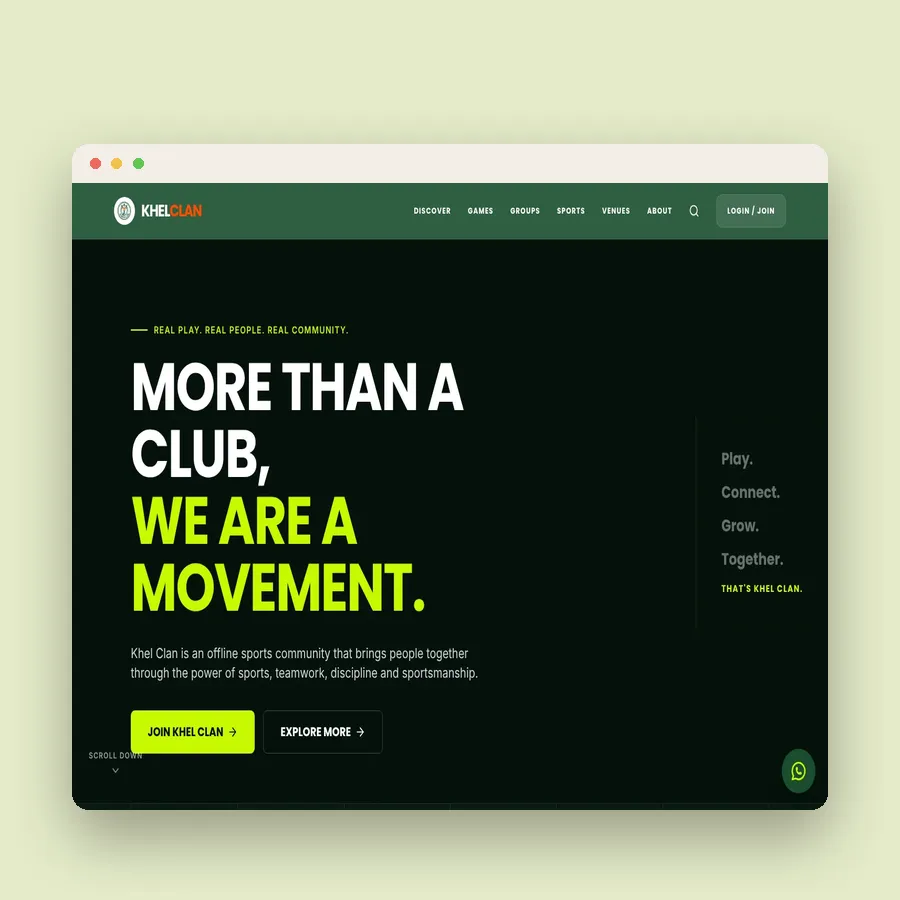 KHELCLAN
DISCOVER GAMES GROUPS SPORTS VENUES ABOUT LOGIN / JOIN
REAL PLAY. REAL PEOPLE. REAL COMMUNITY.
MORE THAN A
CLUB,
WE ARE A
MOVEMENT.
Khel Clan is an offline sports community that brings people together
through the power of sports, teamwork, discipline and sportsmanship.
JOIN KHEL CLAN → EXPLORE MORE →
SCROLL DOWN
Play.
Connect.
Grow.
Together.
THAT'S KHEL CLAN.